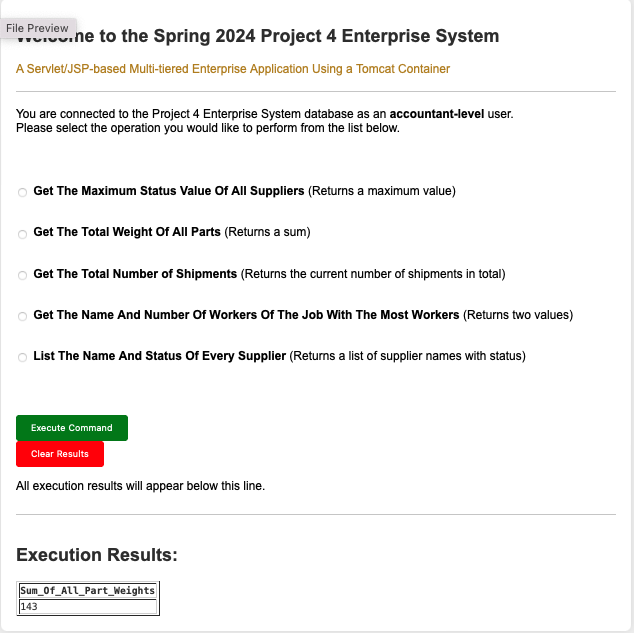 File Preview
Welcome to the Spring 2024 Project 4 Enterprise System
A Servlet/JSP-based Multi-tiered Enterprise Application Using a Tomcat Container
You are connected to the Project 4 Enterprise System database as an accountant-level user.
Please select the operation you would like to perform from the list below.
Get The Maximum Status Value Of All Suppliers (Returns a maximum value)
Get The Total Weight Of All Parts (Returns a sum)
Get The Total Number of Shipments (Returns the current number of shipments in total)
Get The Name And Number Of Workers Of The Job With The Most Workers (Returns two values)
List The Name And Status Of Every Supplier (Returns a list of supplier names with status)
Execute Command
Clear Results
All execution results will appear below this line.
Execution Results:
Sum_Of_All_Part_Weights
143